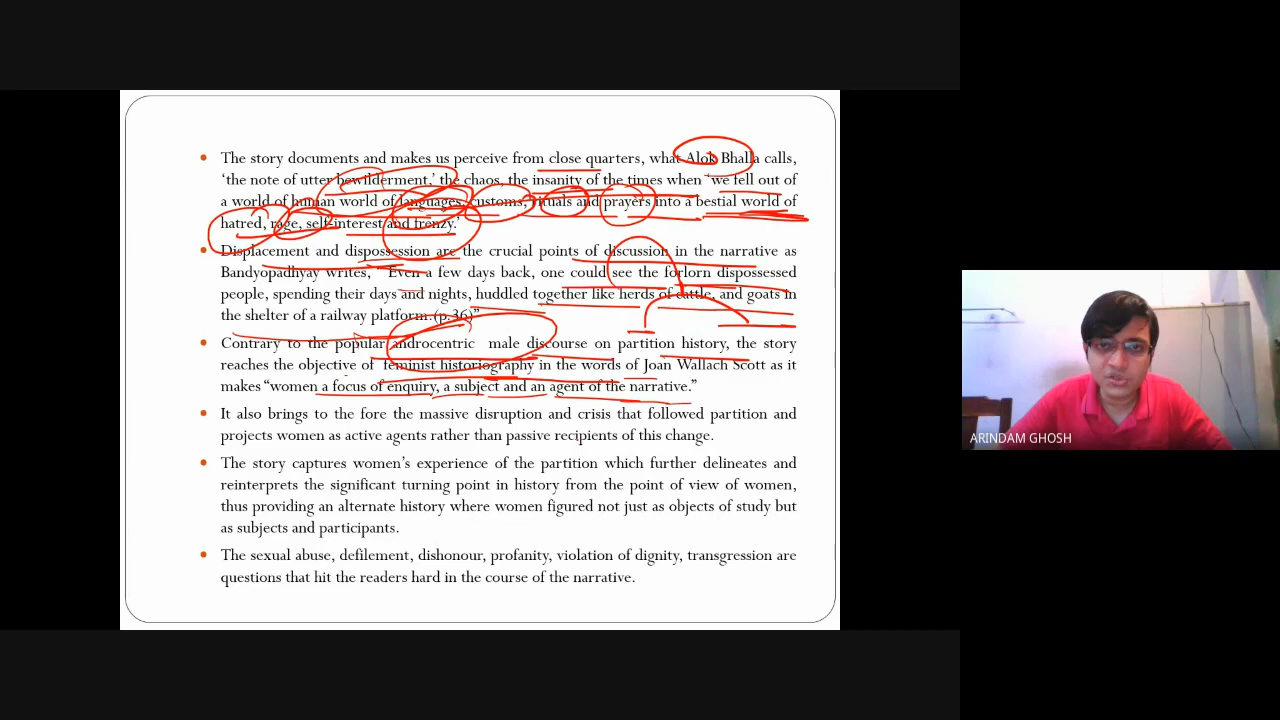 • The story documents and makes us perceive from close quarters, what Alok Bhalla calls,
‘the note of utter bewilderment,’ the chaos, the insanity of the times when ‘we fell out of
a world of human world of languages, customs, rituals and prayers into a bestial world of
hatred, rage, self-interest and frenzy.’
• Displacement and dispossession are the crucial points of discussion in the narrative as
Bandyopadhyay writes, “Even a few days back, one could see the forlorn dispossessed
people, spending their days and nights, huddled together like herds of cattle, and goats in
the shelter of a railway platform.(p.36)”
• Contrary to the popular androcentric male discourse on partition history, the story
reaches the objective of feminist historiography in the words of Joan Wallach Scott as it
makes “women a focus of enquiry, a subject and an agent of the narrative.”
• It also brings to the fore the massive disruption and crisis that followed partition and
projects women as active agents rather than passive recipients of this change.
• The story captures women’s experience of the partition which further delineates and
reinterprets the significant turning point in history from the point of view of women,
thus providing an alternate history where women figured not just as objects of study but
as subjects and participants.
• The sexual abuse, defilement, dishonour, profanity, violation of dignity, transgression are
questions that hit the readers hard in the course of the narrative.
ARINDAM GHOSH